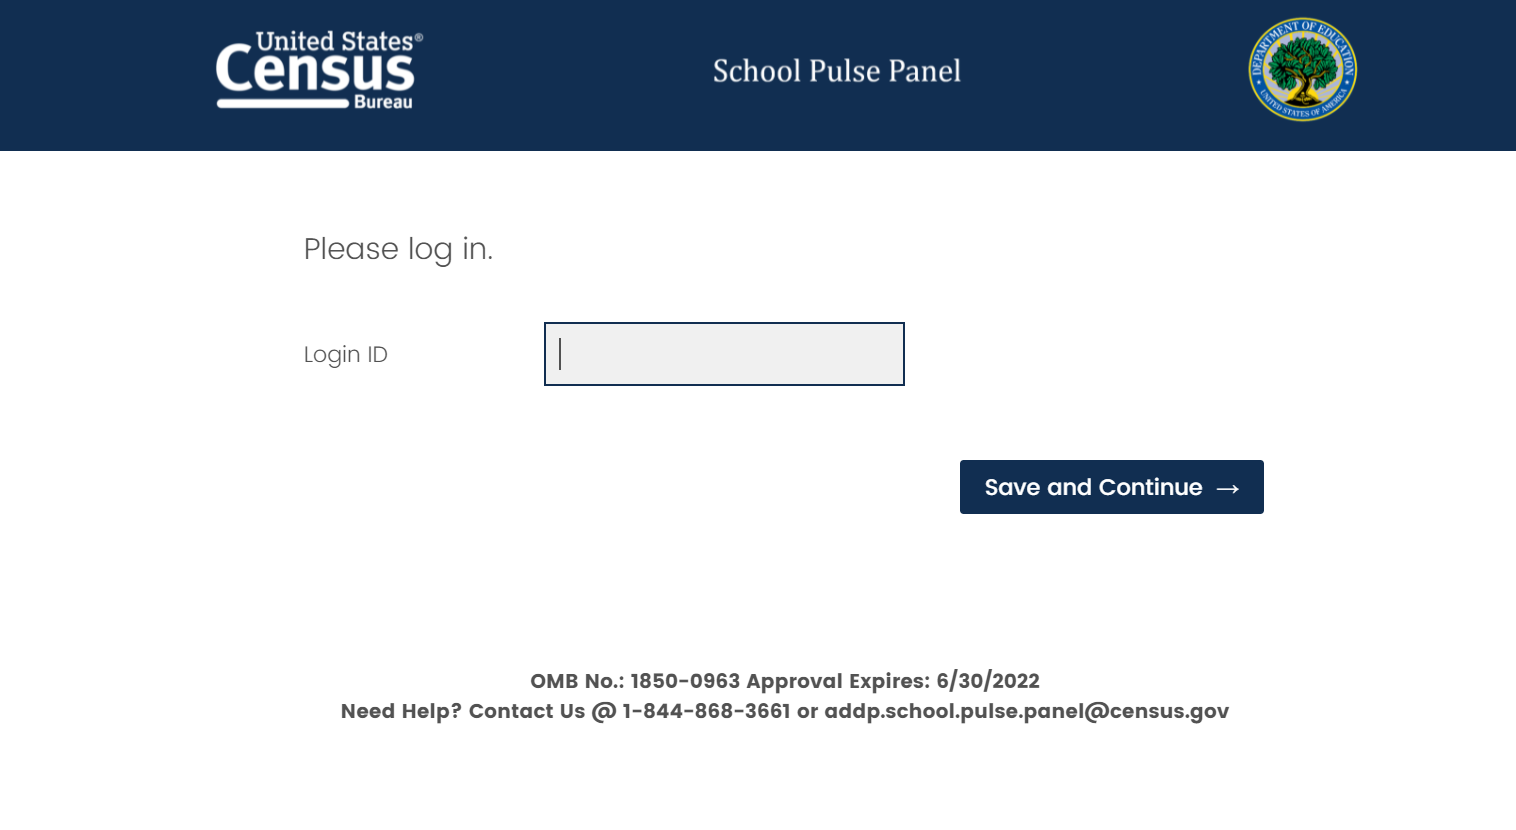 United States®
Census
Bureau
School Pulse Panel
DEPARTMENT OF EDUCATION
UNITED STATES OF AMERICA
Please log in.
Login ID
Save and Continue →
OMB No.: 1850-0963 Approval Expires: 6/30/2022
Need Help? Contact Us @ 1-844-868-3661 or addp.school.pulse.panel@census.gov